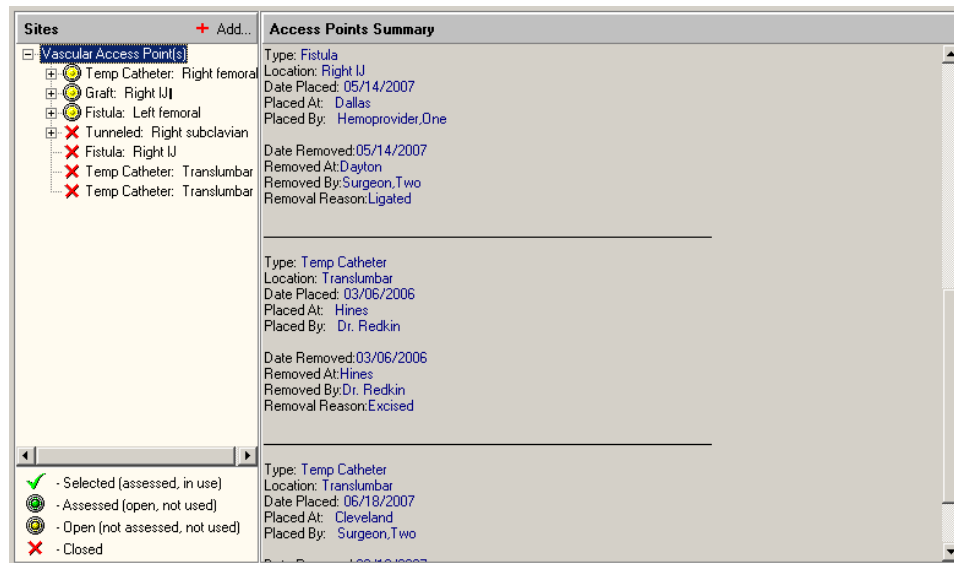 Sites
Add...
Vascular Access Point(s)
Temp Catheter: Right femoral
Graft: Right IJ
Fistula: Left femoral
Tunneled: Right subclavian
Fistula: Right IJ
Temp Catheter: Translumbar
Temp Catheter: Translumbar
- Selected (assessed, in use)
- Assessed (open, not used)
- Open (not assessed, not used)
- Closed
Access Points Summary
Type: Fistula
Location: Right IJ
Date Placed: 05/14/2007
Placed At: Dallas
Placed By: Hemoprovider,One
Date Removed:05/14/2007
Removed At:Dayton
Removed By:Surgeon,Two
Removal Reason:Ligated
Type: Temp Catheter
Location: Translumbar
Date Placed: 03/06/2006
Placed At: Hines
Placed By: Dr. Redkin
Date Removed:03/06/2006
Removed At:Hines
Removed By:Dr. Redkin
Removal Reason:Excised
Type: Temp Catheter
Location: Translumbar
Date Placed: 06/18/2007
Placed At: Cleveland
Placed By: Surgeon,Two